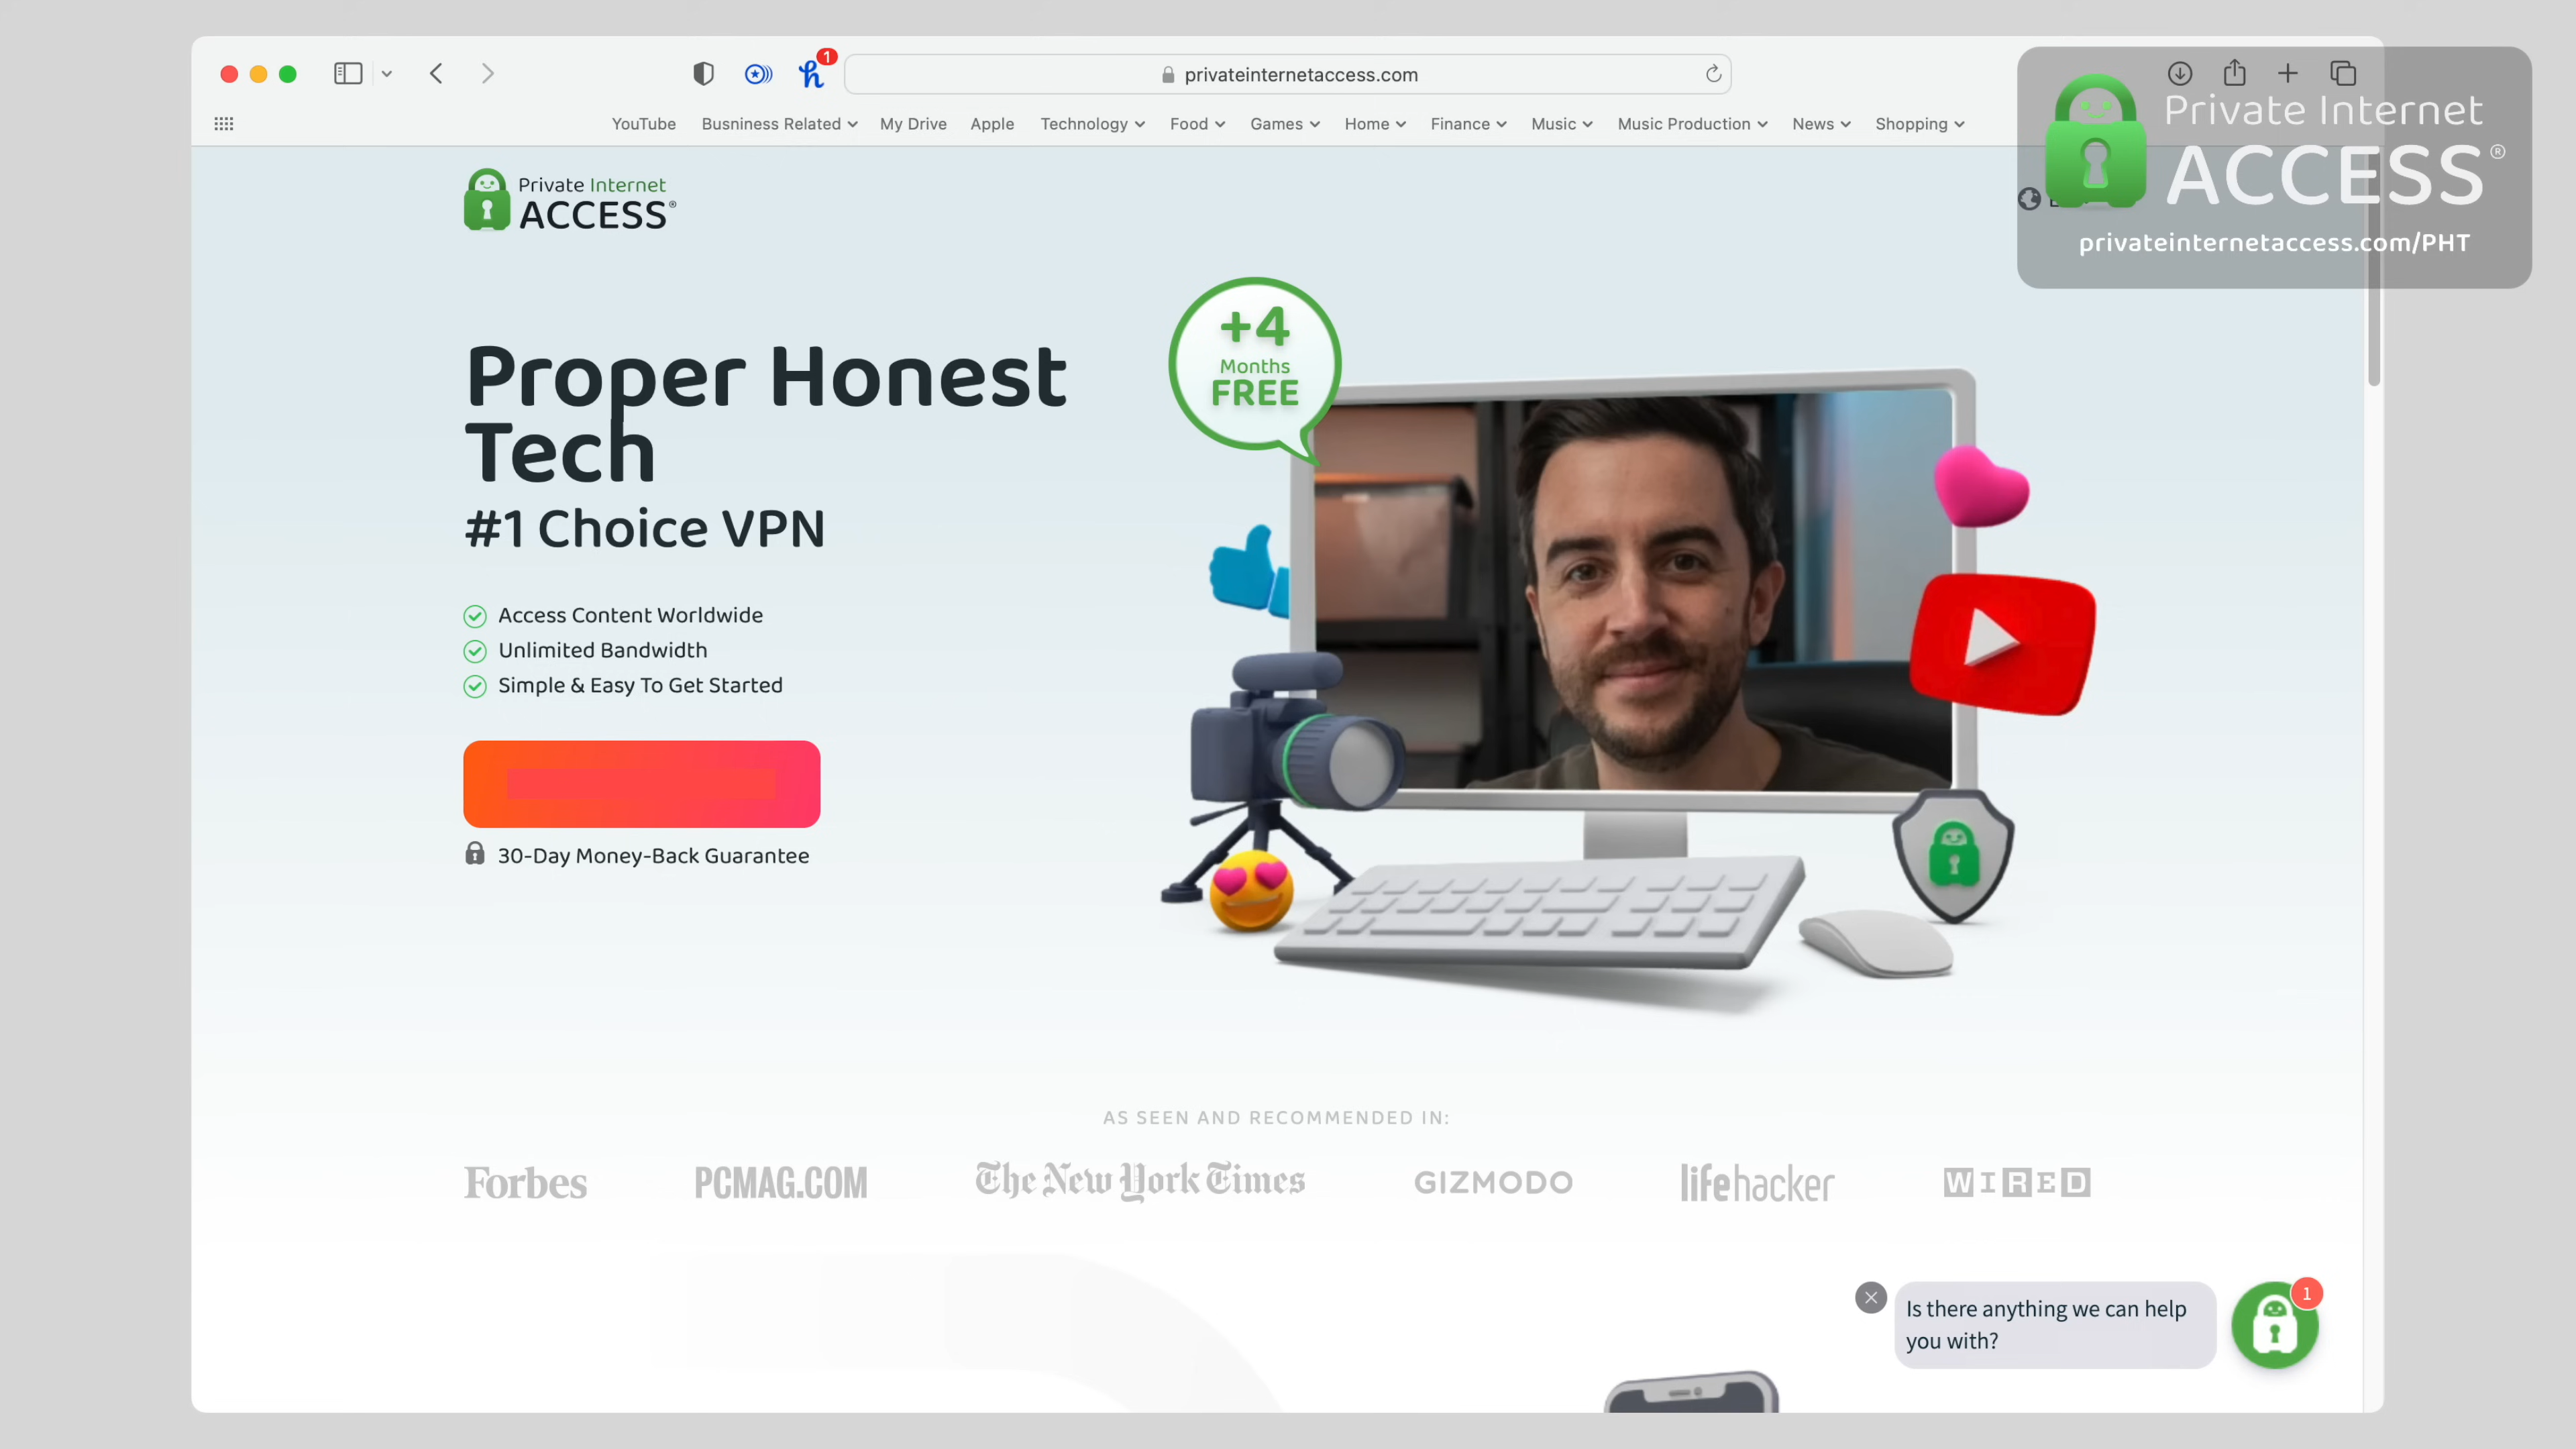 1
privateinternetaccess.com
YouTube Busniness Related My Drive Apple Technology Food Games Home Finance Music Music Production News Shopping
Private Internet
ACCESS®
privateinternetaccess.com/PHT
Private Internet
ACCESS®
+4
Months
FREE
Proper Honest
Tech
#1 Choice VPN
Access Content Worldwide
Unlimited Bandwidth
Simple & Easy To Get Started
30-Day Money-Back Guarantee
AS SEEN AND RECOMMENDED IN:
Forbes PCMAG.COM The New York Times GIZMODO lifehacker WIRED
Is there anything we can help
you with?
1